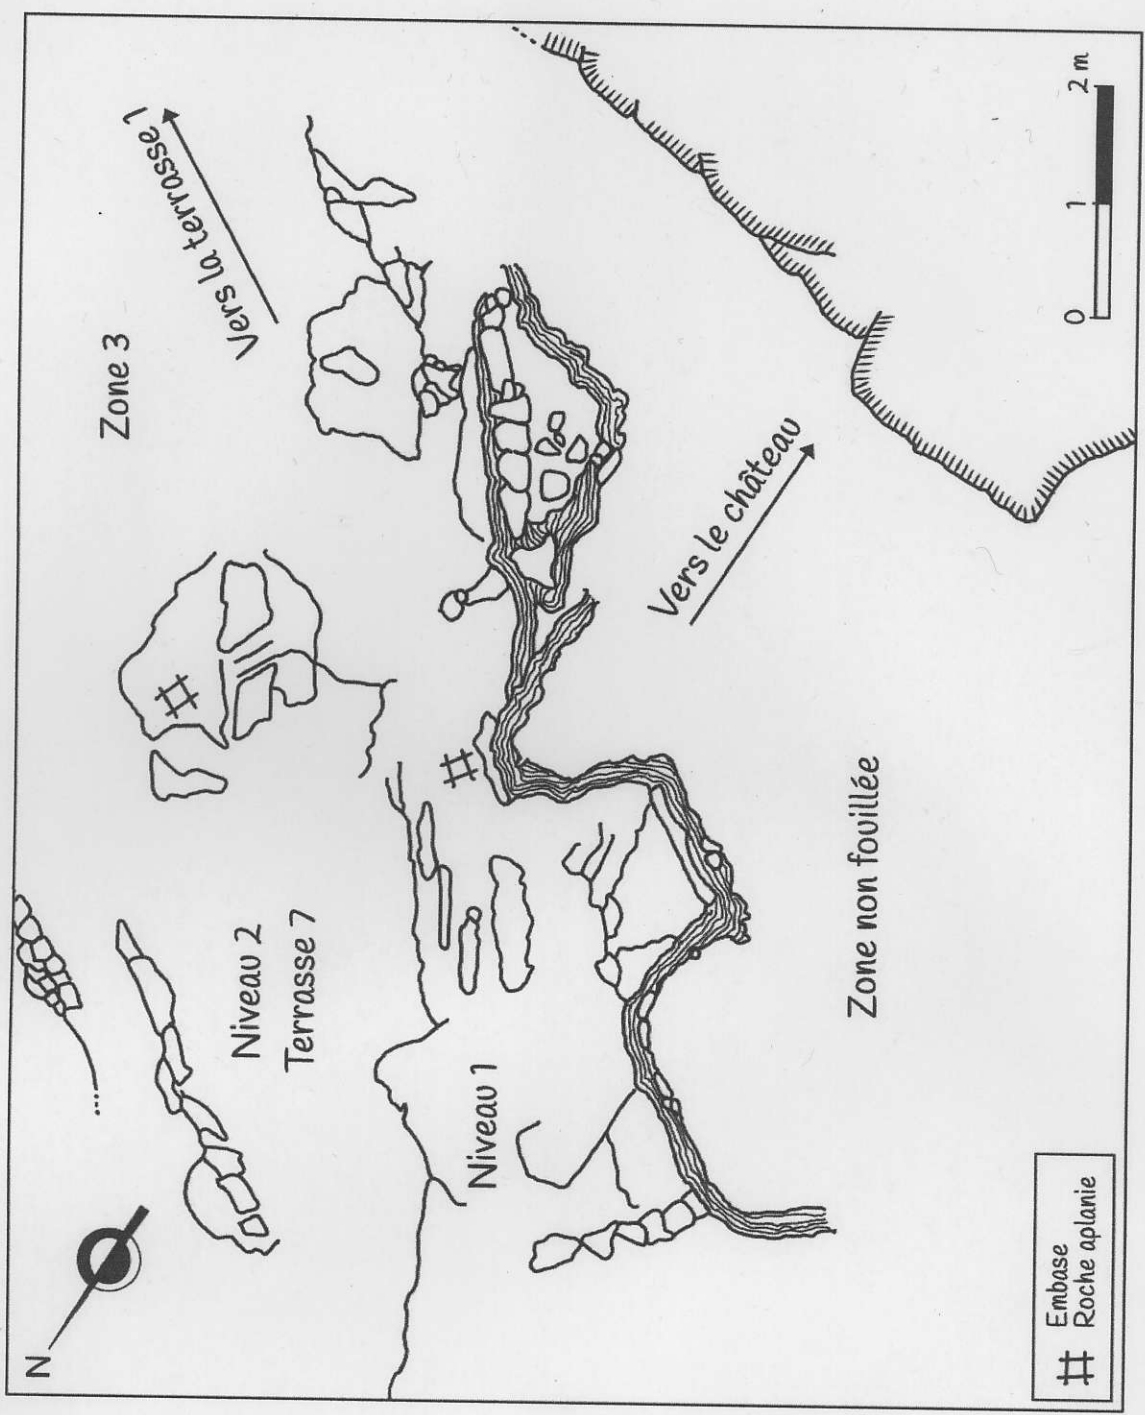 N
Niveau 2
Terrasse 7
Zone 3
Vers la terrasse 1
Niveau 1
Vers le château
Zone non fouillée
Embase
Roche aplanie
0 1 2 m